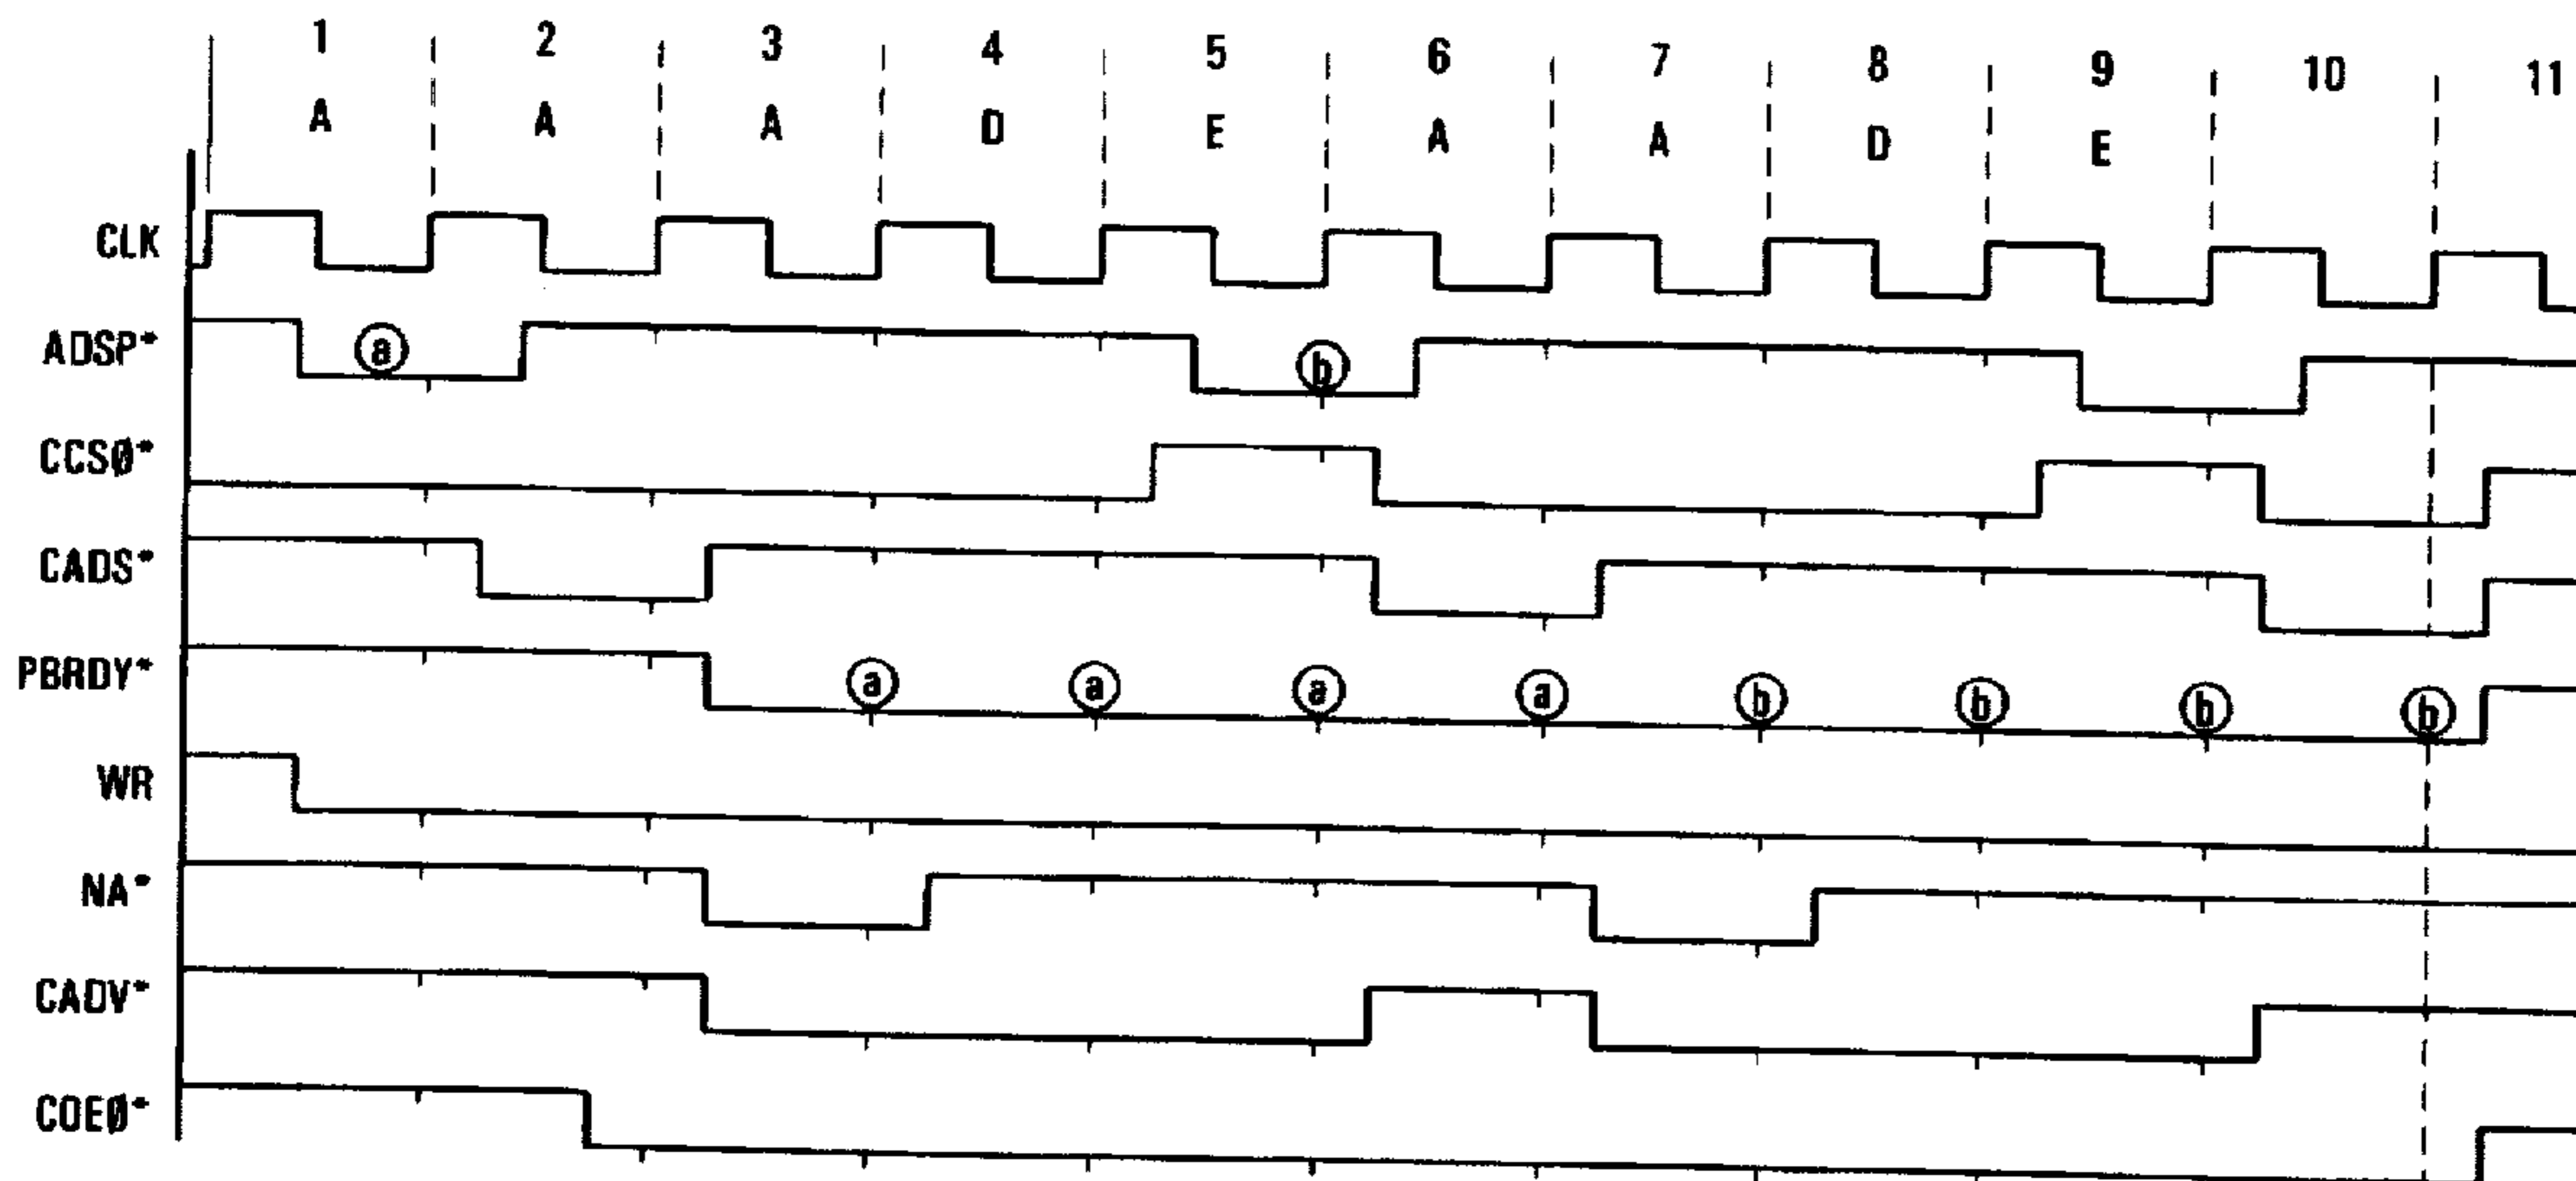 1 2 3 4 5 6 7 8 9 10 11
A A A D E A A D E
CLK
ADSP* a b
CCSØ*
CADS*
PBRDY* a a a a b b b b
WR
NA*
CADV*
COEØ*